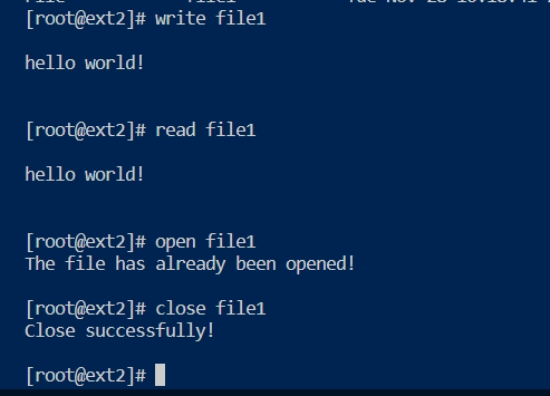 [root@ext2]# write file1
hello world!
[root@ext2]# read file1
hello world!
[root@ext2]# open file1
The file has already been opened!
[root@ext2]# close file1
Close successfully!
[root@ext2]#